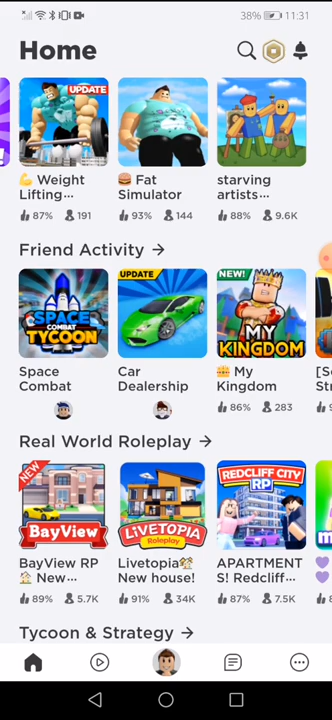 38% 11:31
Home
UPDATE
💪 Weight
Lifting...
87% 191
🍔 Fat
Simulator
93% 144
starving
artists...
88% 9.6K
Friend Activity →
SPACE
COMBAT
TYCOON
Space
Combat
UPDATE
Car
Dealership
NEW!
MY
KINGDOM
👑 My
Kingdom
86% 283
[S
St
Real World Roleplay →
NEW
BayView
BayView RP
🏠 New...
89% 5.7K
LIVETOPIA
Roleplay
Livetopia🏡
New house!
91% 34K
REDCLIFF CITY
RP
APARTMENT
S! Redcliff...
87% 7.5K
Tycoon & Strategy →